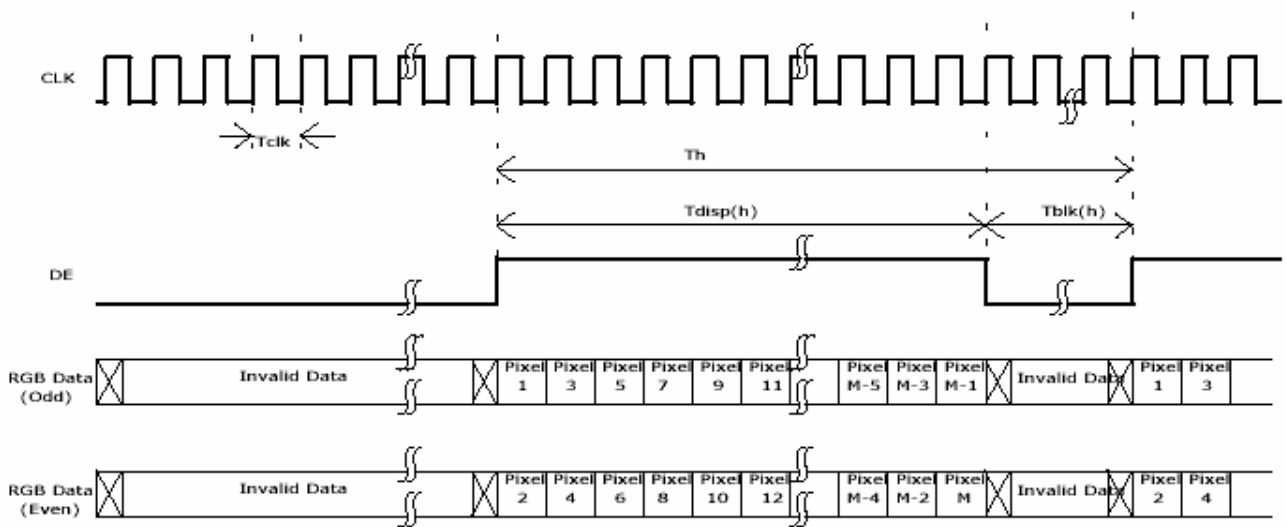 CLK
Tclk
Th
Tdisp(h)
Tblk(h)
DE
RGB Data
(Odd)
Invalid Data
Pixel
1
Pixel
3
Pixel
5
Pixel
7
Pixel
9
Pixel
11
Pixel
M-5
Pixel
M-3
Pixel
M-1
Invalid Data
Pixel
1
Pixel
3
RGB Data
(Even)
Invalid Data
Pixel
2
Pixel
4
Pixel
6
Pixel
8
Pixel
10
Pixel
12
Pixel
M-4
Pixel
M-2
Pixel
M
Invalid Data
Pixel
2
Pixel
4